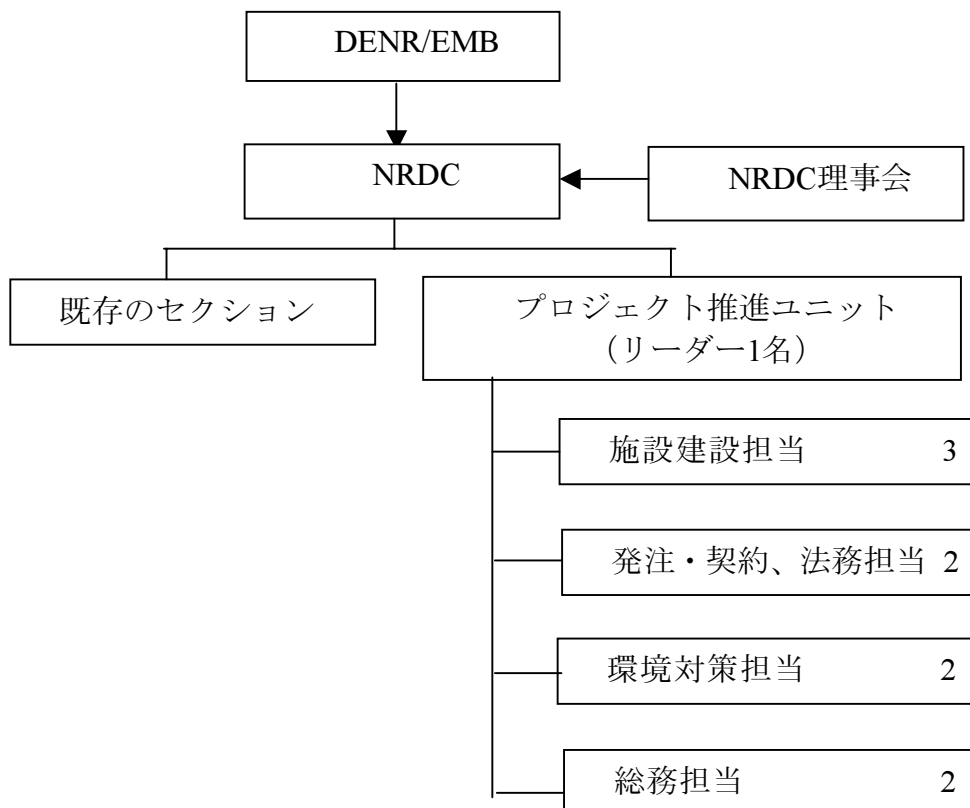 DENR/EMB
NRDC
NRDC理事会
既存のセクション
プロジェクト推進ユニット
（リーダー1名）
施設建設担当 3
発注・契約、法務担当 2
環境対策担当 2
総務担当 2